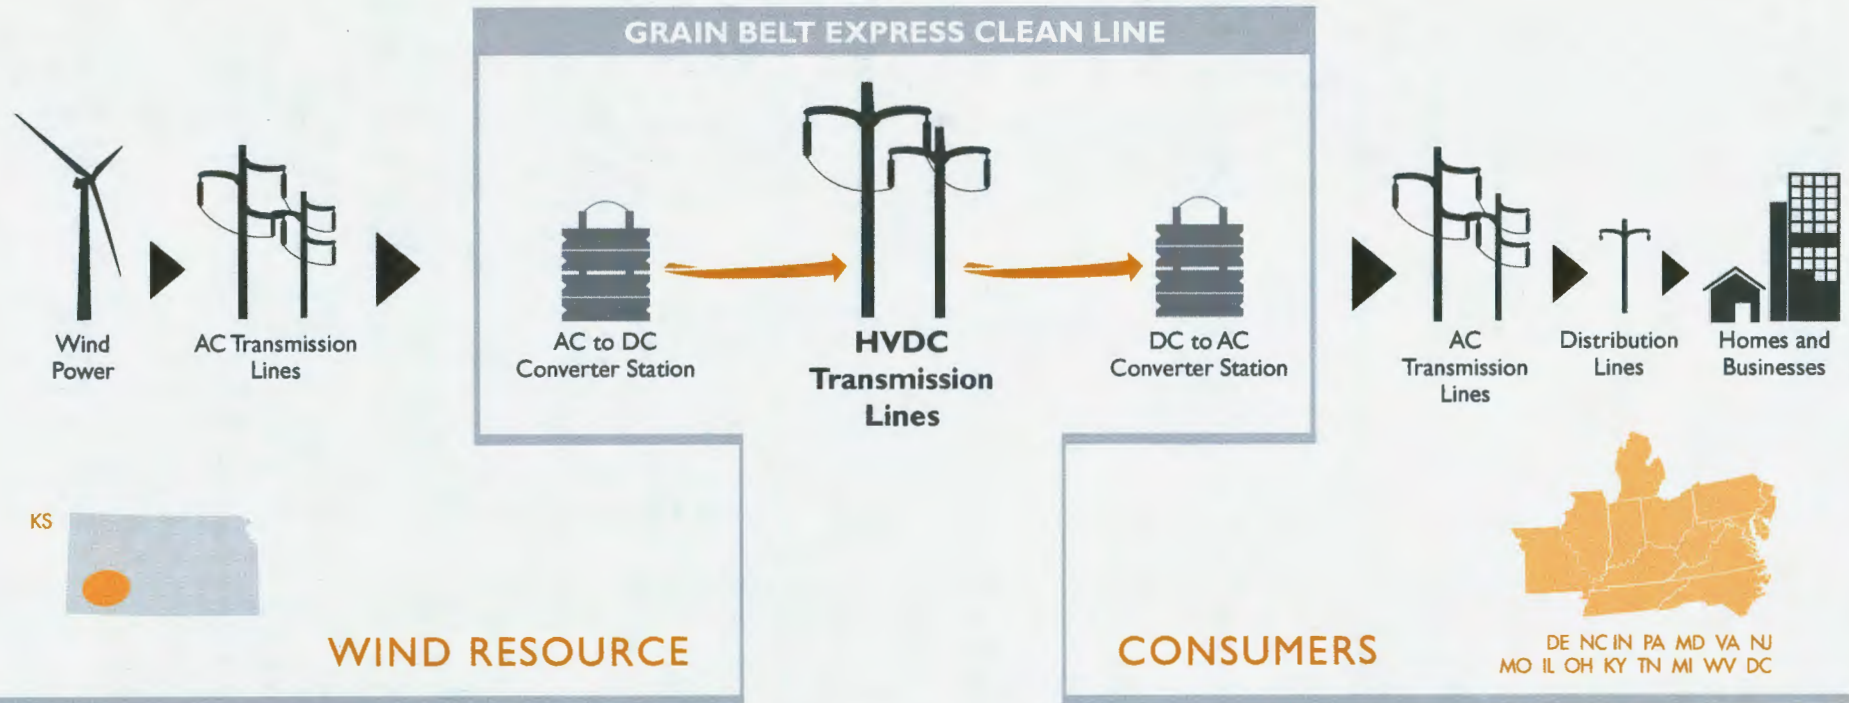 GRAIN BELT EXPRESS CLEAN LINE
Wind
Power
AC Transmission
Lines
AC to DC
Converter Station
HVDC
Transmission
Lines
DC to AC
Converter Station
AC
Transmission
Lines
Distribution
Lines
Homes and
Businesses
KS
WIND RESOURCE
CONSUMERS
DE NC IN PA MD VA NJ
MO IL OH KY TN MI WV DC